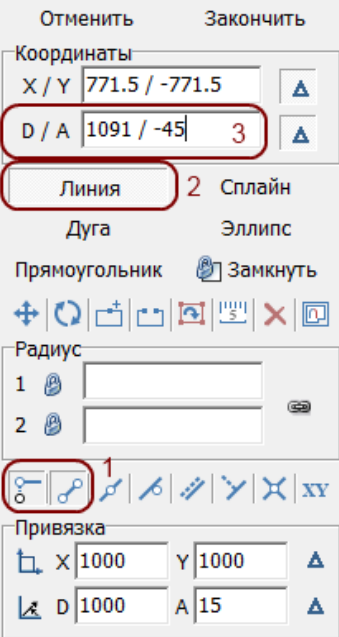 Отменить Закончить
Координаты
X / Y 771.5 / -771.5
D / A 1091 / -45 3
Линия 2 Сплайн
Дуга Эллипс
Прямоугольник Замкнуть
5
Радиус
1
2
1
XY
Привязка
X 1000 Y 1000
D 1000 A 15